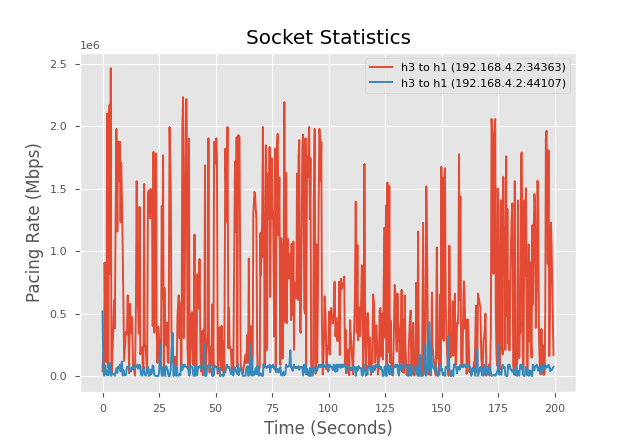 Socket Statistics
1e6
h3 to h1 (192.168.4.2:34363)
h3 to h1 (192.168.4.2:44107)
Pacing Rate (Mbps)
2.5
2.0
1.5
1.0
0.5
0.0
0 25 50 75 100 125 150 175 200
Time (Seconds)